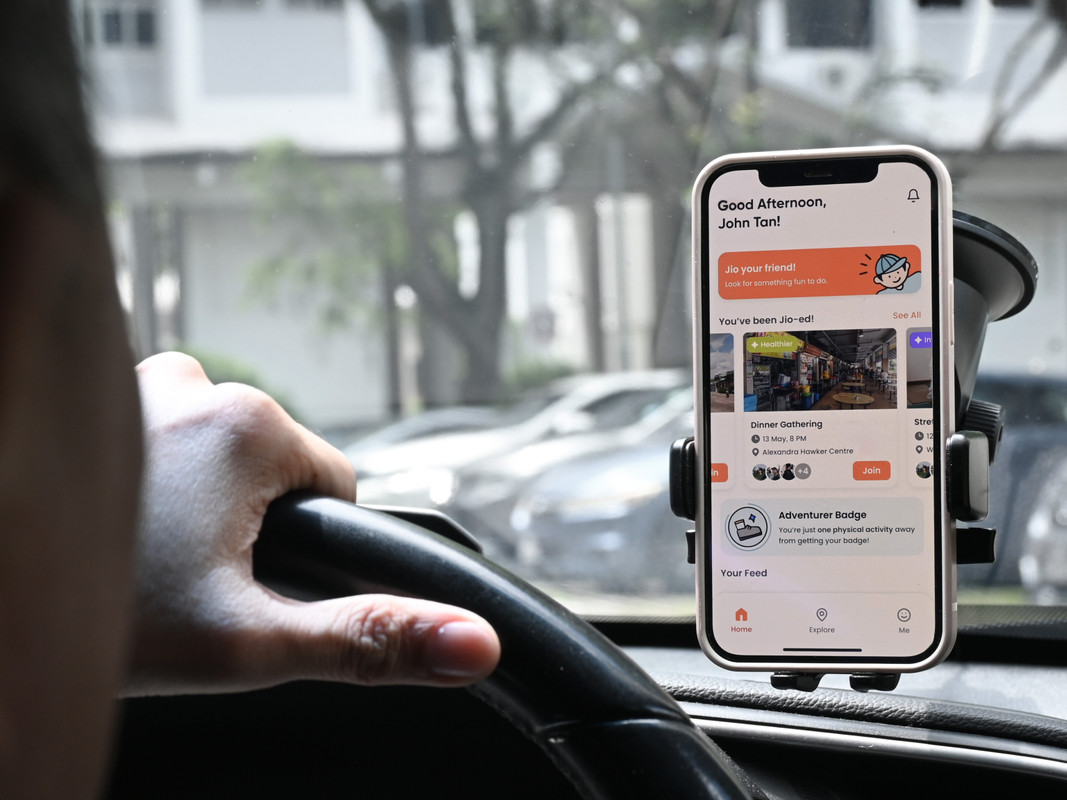 Good Afternoon,
John Tan!
Jio your friend!
Look for something fun to do.
You've been Jio-ed!
See All
Healthier
In
Dinner Gathering
13 May, 8 PM
Alexandra Hawker Centre
+4
Join
in
Stret
12
W
Adventurer Badge
You're just one physical activity away
from getting your badge!
Your Feed
Home
Explore
Me